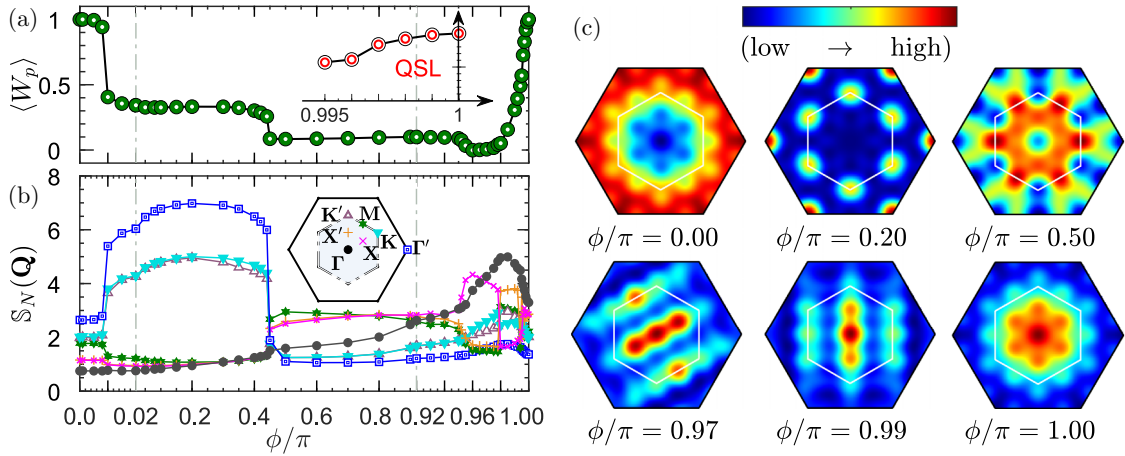 (a)
⟨W_p⟩
1
0.5
0
QSL
0.995
1
(b)
𝕊_N(Q)
8
6
4
2
0
K′
M
X′
K
Γ′
Γ
X
0.0
0.02
0.2
0.4
0.6
0.8
0.92
0.96
1.00
ϕ/π
(c)
(low → high)
ϕ/π = 0.00
ϕ/π = 0.20
ϕ/π = 0.50
ϕ/π = 0.97
ϕ/π = 0.99
ϕ/π = 1.00